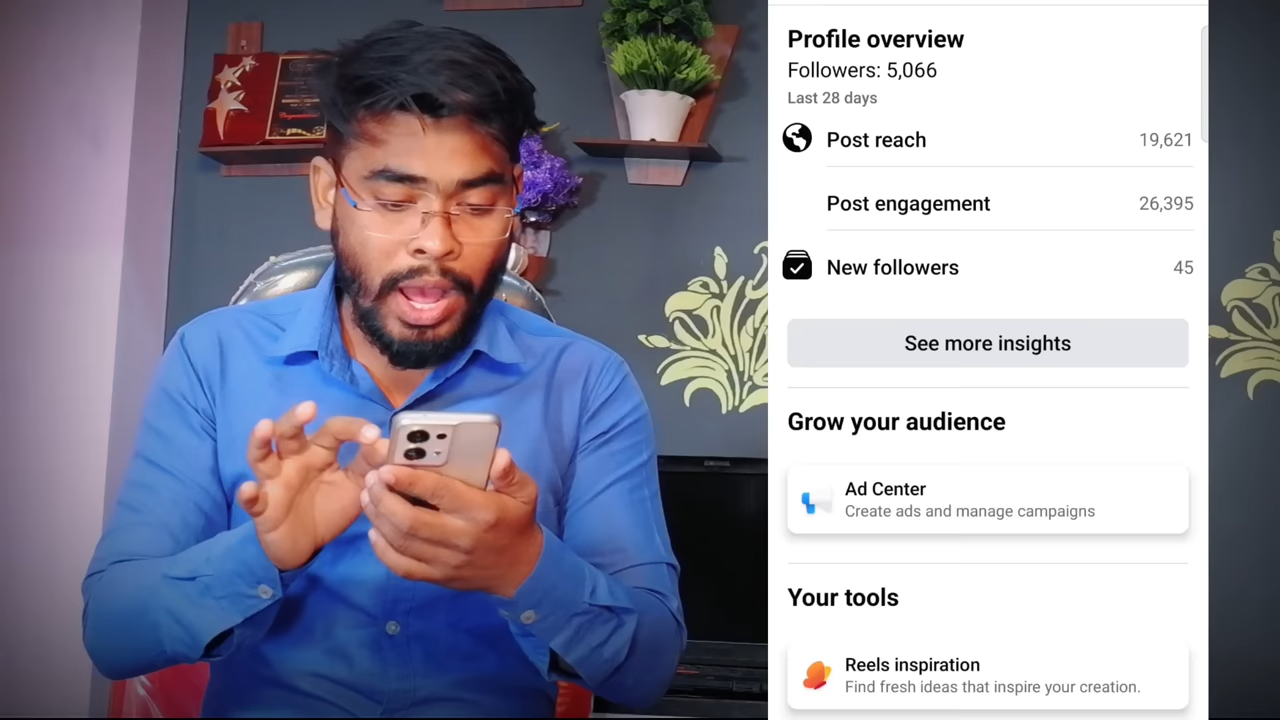 Profile overview
Followers: 5,066
Last 28 days
Post reach 19,621
Post engagement 26,395
New followers 45
See more insights
Grow your audience
Ad Center
Create ads and manage campaigns
Your tools
Reels inspiration
Find fresh ideas that inspire your creation.